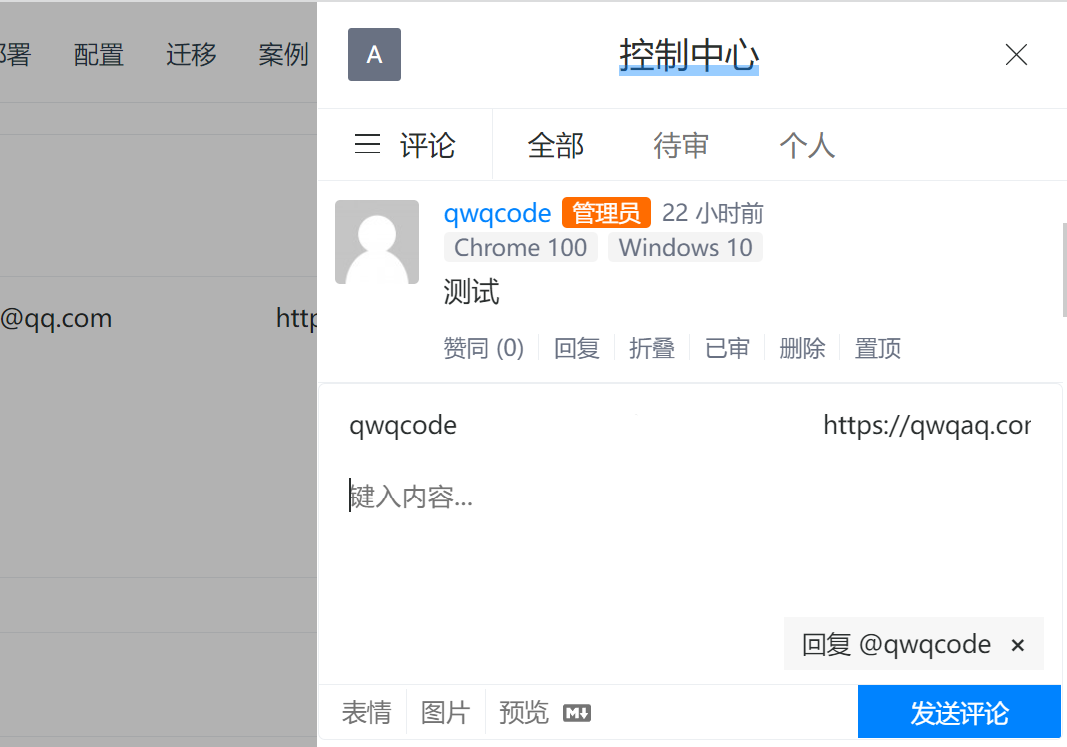 部署 配置 迁移 案例
A 控制中心
评论 全部 待审 个人
qwqcode 管理员 22 小时前
Chrome 100 Windows 10
测试
@qq.com http
赞同 (0) 回复 折叠 已审 删除 置顶
qwqcode https://qwqaq.cor
键入内容...
回复 @qwqcode ×
表情 图片 预览 M 发送评论